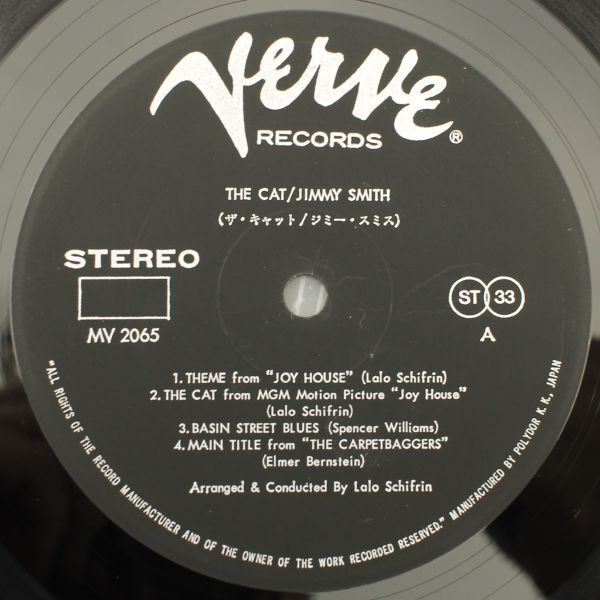 Verve
RECORDS ®
THE CAT/JIMMY SMITH
(ザ・キャット/ジミー・スミス)
STEREO
MV 2065
ST 33
A
1. THEME from "JOY HOUSE" (Lalo Schifrin)
2. THE CAT from MGM Motion Picture "Joy House"
(Lalo Schifrin)
3. BASIN STREET BLUES (Spencer Williams)
4. MAIN TITLE from "THE CARPETBAGGERS"
(Elmer Bernstein)
Arranged & Conducted By Lalo Schifrin
"ALL RIGHTS OF THE RECORD MANUFACTURER AND OF THE OWNER OF THE WORK RECORDED RESERVED." MANUFACTURED BY POLYDOR K. K. JAPAN